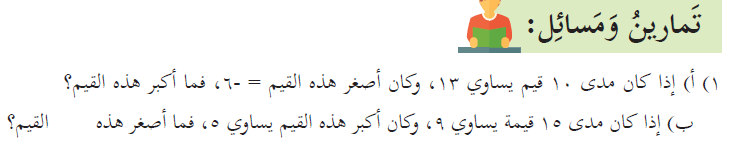 تَمارينُ وَمَسائِل:
١) أ) إذا كان مدى ١٠ قيم يساوي ١٣، وكان أصغر هذه القيم = -٦، فما أكبر هذه القيم؟
ب) إذا كان مدى ١٥ قيمة يساوي ٩، وكان أكبر هذه القيم يساوي ٥، فما أصغر هذه القيم؟